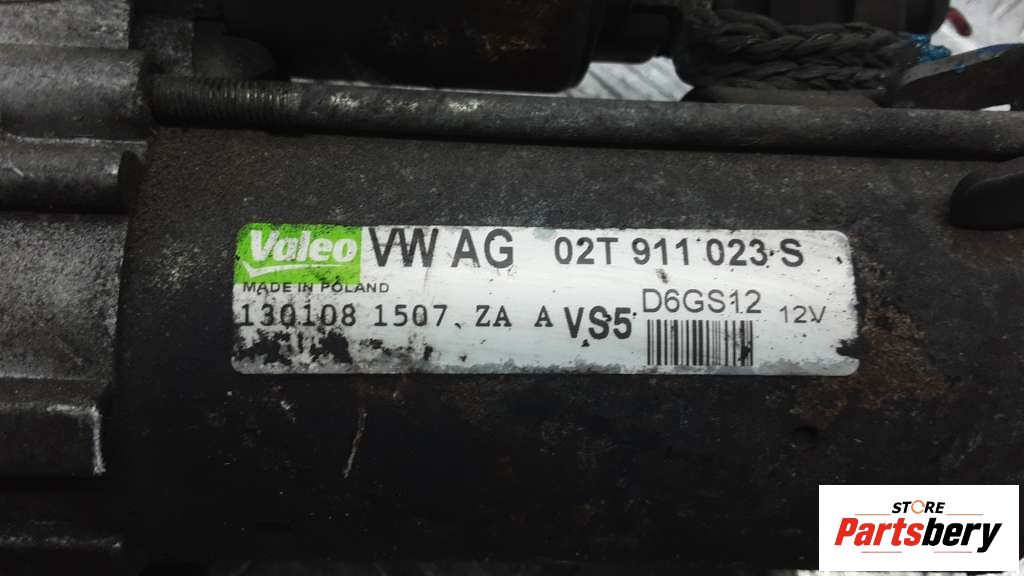 Valeo VW AG 02T 911 023 S
MADE IN POLAND
130108 1507 ZA A VS5 D6GS12 12V
STORE
Partsbery